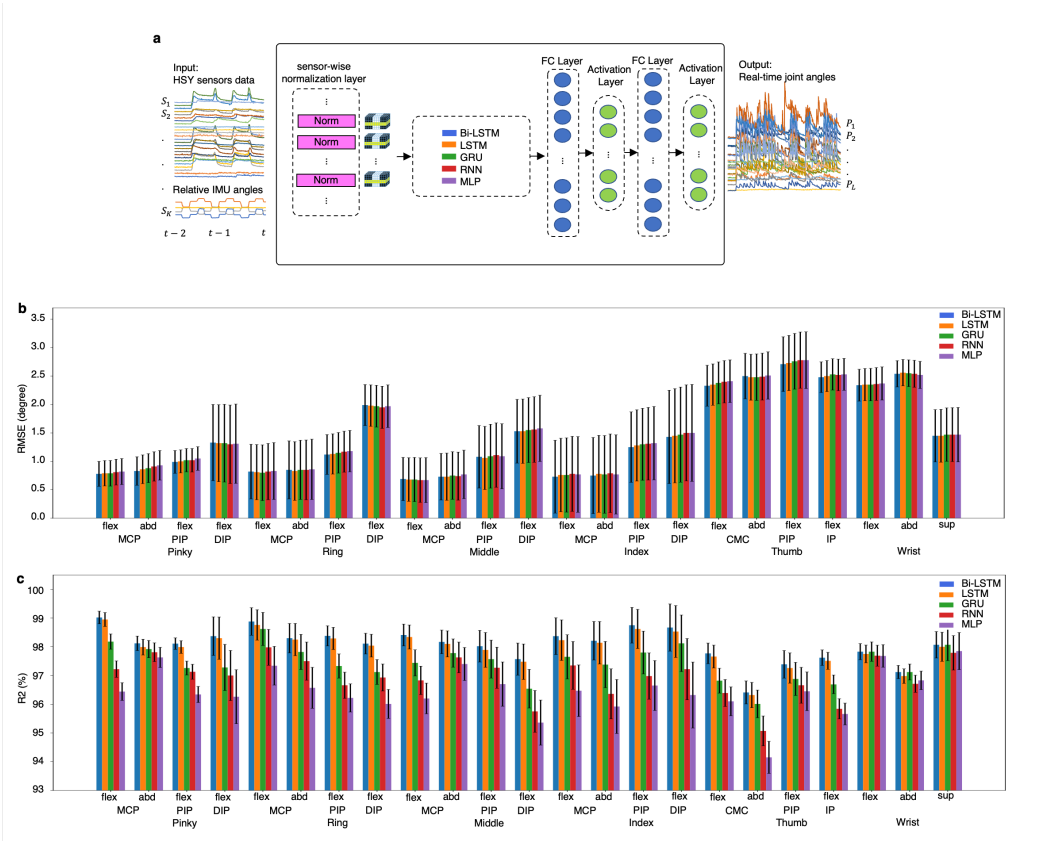 a
Input:
HSY sensors data
S1
S2
.
.
.
Relative IMU angles
SK
t − 2 t − 1 t
sensor-wise
normalization layer
⋮
Norm
Norm
...
Norm
⋮
Bi-LSTM
LSTM
GRU
RNN
MLP
FC Layer
Activation
Layer
FC Layer
Activation
Layer
Output:
Real-time joint angles
P1
P2
.
.
.
PL
b
RMSE (degree)
3.5
3.0
2.5
2.0
1.5
1.0
0.5
0.0
Bi-LSTM
LSTM
GRU
RNN
MLP
flex abd flex flex flex abd flex flex flex abd flex flex flex abd flex flex flex abd flex flex flex abd sup
MCP PIP DIP MCP PIP DIP MCP PIP DIP MCP PIP DIP CMC PIP IP
Pinky Ring Middle Index Thumb Wrist
c
R2 (%)
100
99
98
97
96
95
94
93
Bi-LSTM
LSTM
GRU
RNN
MLP
flex abd flex flex flex abd flex flex flex abd flex flex flex abd flex flex flex abd flex flex flex abd sup
MCP PIP DIP MCP PIP DIP MCP PIP DIP MCP PIP DIP CMC PIP IP
Pinky Ring Middle Index Thumb Wrist